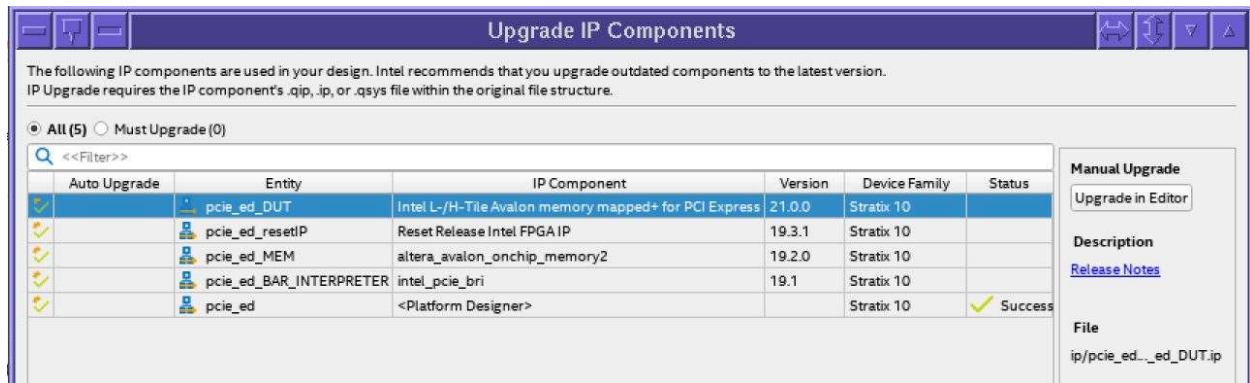 Upgrade IP Components
The following IP components are used in your design. Intel recommends that you upgrade outdated components to the latest version.
IP Upgrade requires the IP component's .qip, .ip, or .qsys file within the original file structure.
All (5) Must Upgrade (0)
<<Filter>>
Auto Upgrade Entity IP Component Version Device Family Status
pcie_ed_DUT Intel L-/H-Tile Avalon memory mapped+ for PCI Express 21.0.0 Stratix 10
pcie_ed_resetIP Reset Release Intel FPGA IP 19.3.1 Stratix 10
pcie_ed_MEM altera_avalon_onchip_memory2 19.2.0 Stratix 10
pcie_ed_BAR_INTERPRETER intel_pcie_bri 19.1 Stratix 10
pcie_ed <Platform Designer> Stratix 10 Success
Manual Upgrade
Upgrade in Editor
Description
Release Notes
File
ip/pcie_ed..._ed_DUT.ip